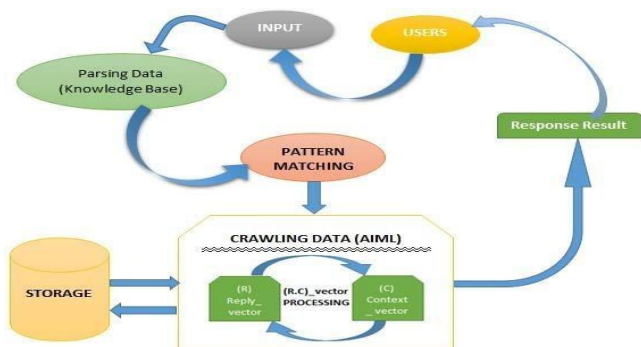 INPUT
USERS
Parsing Data
(Knowledge Base)
Response Result
PATTERN
MATCHING
CRAWLING DATA (AIML)
STORAGE
(R)
Reply_
vector
(R.C)_vector
PROCESSING
(C)
Context
_ vector